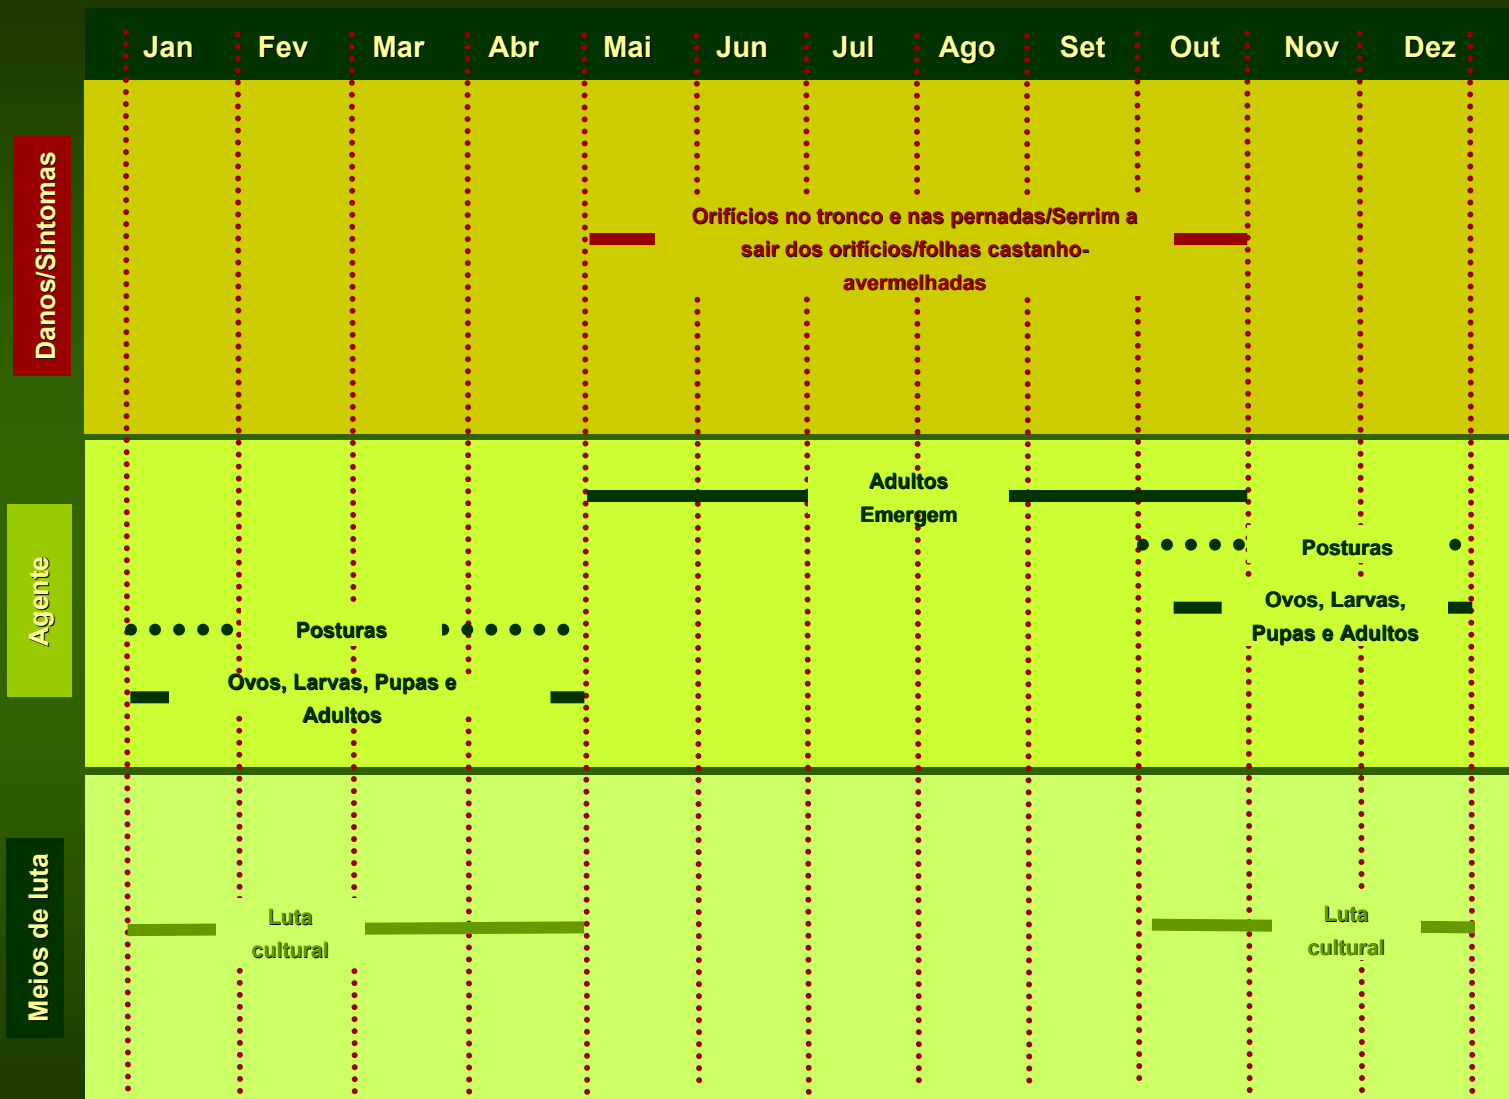 Jan Fev Mar Abr Mai Jun Jul Ago Set Out Nov Dez
Danos/Sintomas
Orifícios no tronco e nas pernadas/Serrim a
sair dos orifícios/folhas castanho-
avermelhadas
Agente
Adultos
Emergem
Posturas
Ovos, Larvas,
Pupas e Adultos
Posturas
Ovos, Larvas, Pupas e
Adultos
Meios de luta
Luta
cultural
Luta
cultural